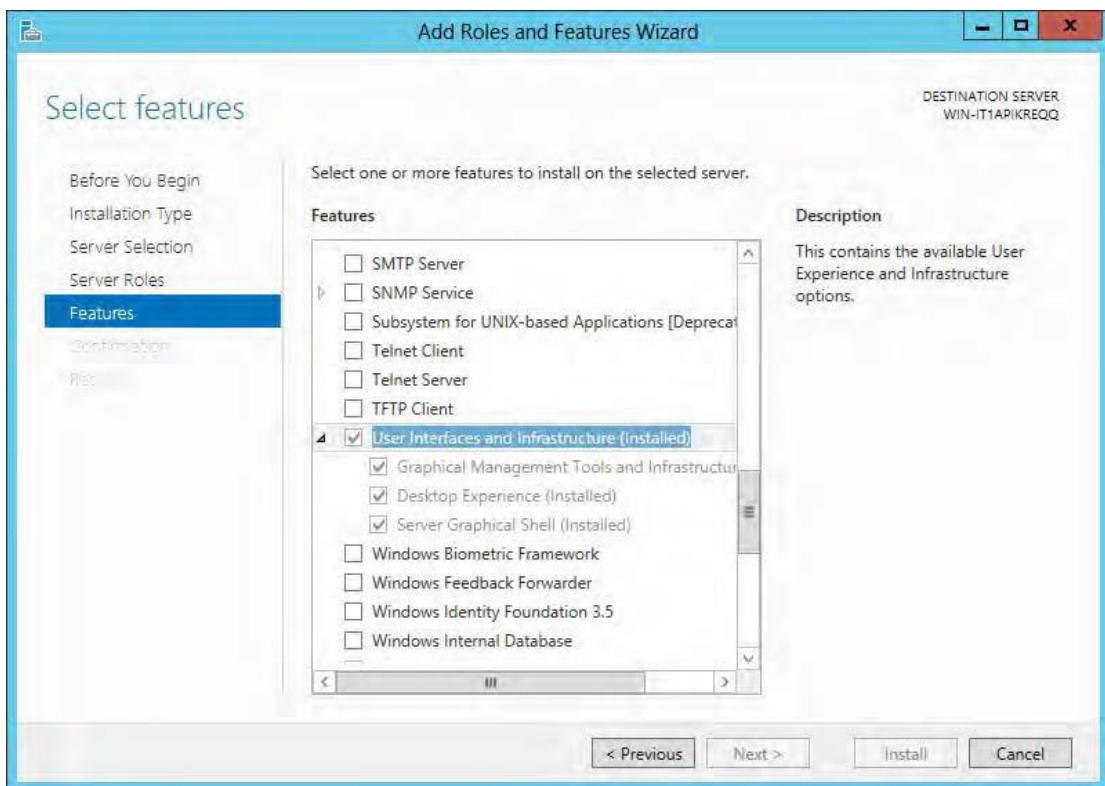 Add Roles and Features Wizard
Select features
DESTINATION SERVER
WIN-IT1APIKREQQ
Before You Begin
Installation Type
Server Selection
Server Roles
Features
Confirmation
Select one or more features to install on the selected server.
Features
SMTP Server
SNMP Service
Subsystem for UNIX-based Applications [Deprecat
Telnet Client
Telnet Server
TFTP Client
User Interfaces and Infrastructure (Installed)
Graphical Management Tools and Infrastructur
Desktop Experience (Installed)
Server Graphical Shell (Installed)
Windows Biometric Framework
Windows Feedback Forwarder
Windows Identity Foundation 3.5
Windows Internal Database
Description
This contains the available User
Experience and Infrastructure
options.
< Previous
Next >
Install
Cancel